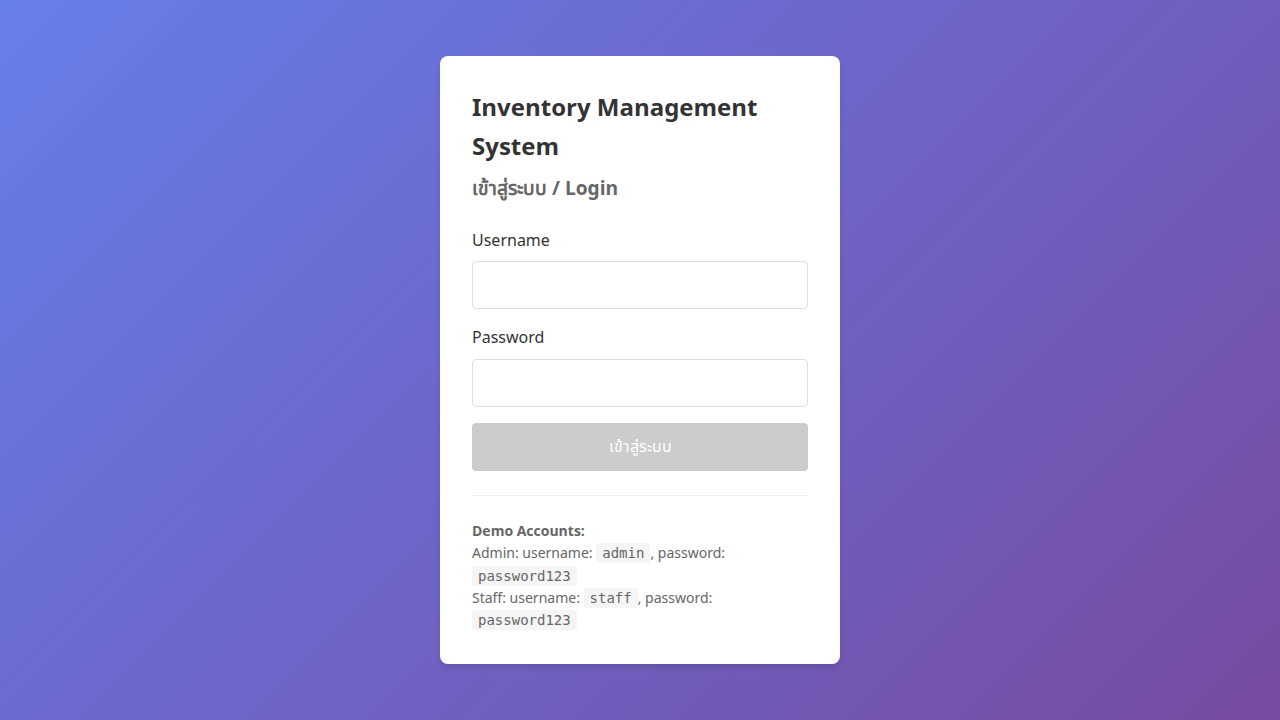 Inventory Management
System
เข้าสู่ระบบ / Login
Username
Password
เข้าสู่ระบบ
Demo Accounts:
Admin: username: admin, password:
password123
Staff: username: staff, password:
password123